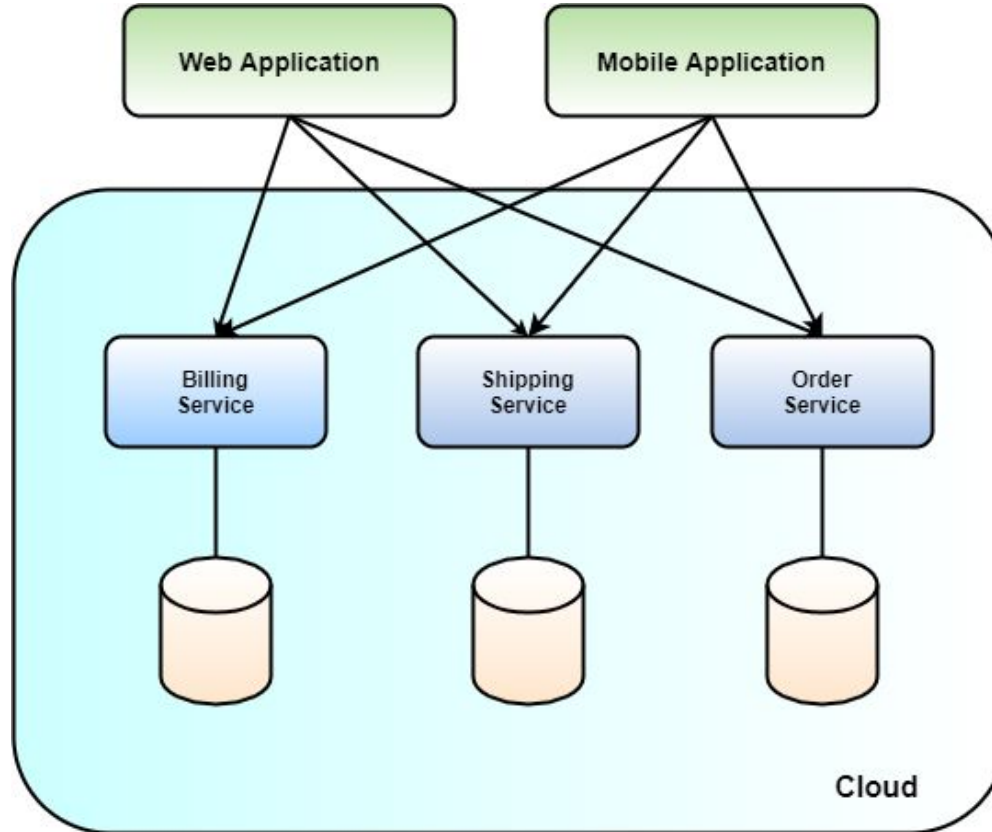 Web Application
Mobile Application
Billing
Service
Shipping
Service
Order
Service
Cloud